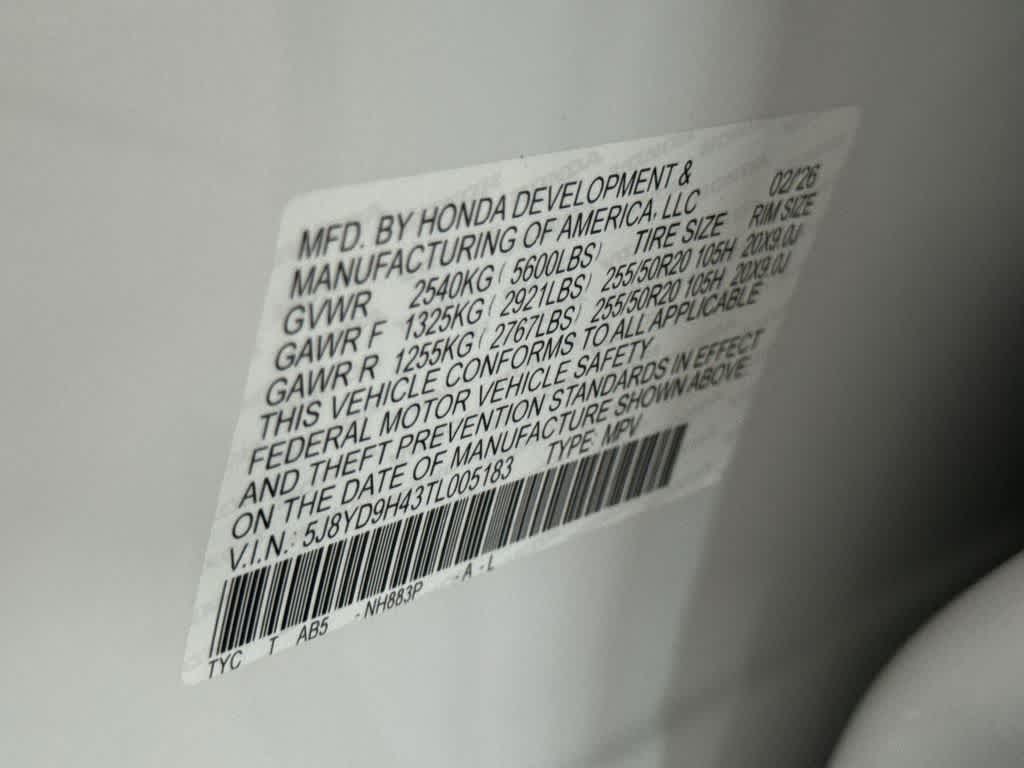 MFD. BY HONDA DEVELOPMENT & 02/26
MANUFACTURING OF AMERICA, LLC RIM SIZE
GVWR 2540KG ( 5600LBS) TIRE SIZE
GAWR F 1325KG ( 2921LBS) 255/50R20 105H 20X9.0J
GAWR R 1255KG ( 2767LBS) 255/50R20 105H 20X9.0J
THIS VEHICLE CONFORMS TO ALL APPLICABLE
FEDERAL MOTOR VEHICLE SAFETY
AND THEFT PREVENTION STANDARDS IN EFFECT
ON THE DATE OF MANUFACTURE SHOWN ABOVE
V.I.N.: 5J8YD9H43TL005183 TYPE: MPV
TYC T AB5 -NH883P -A-L